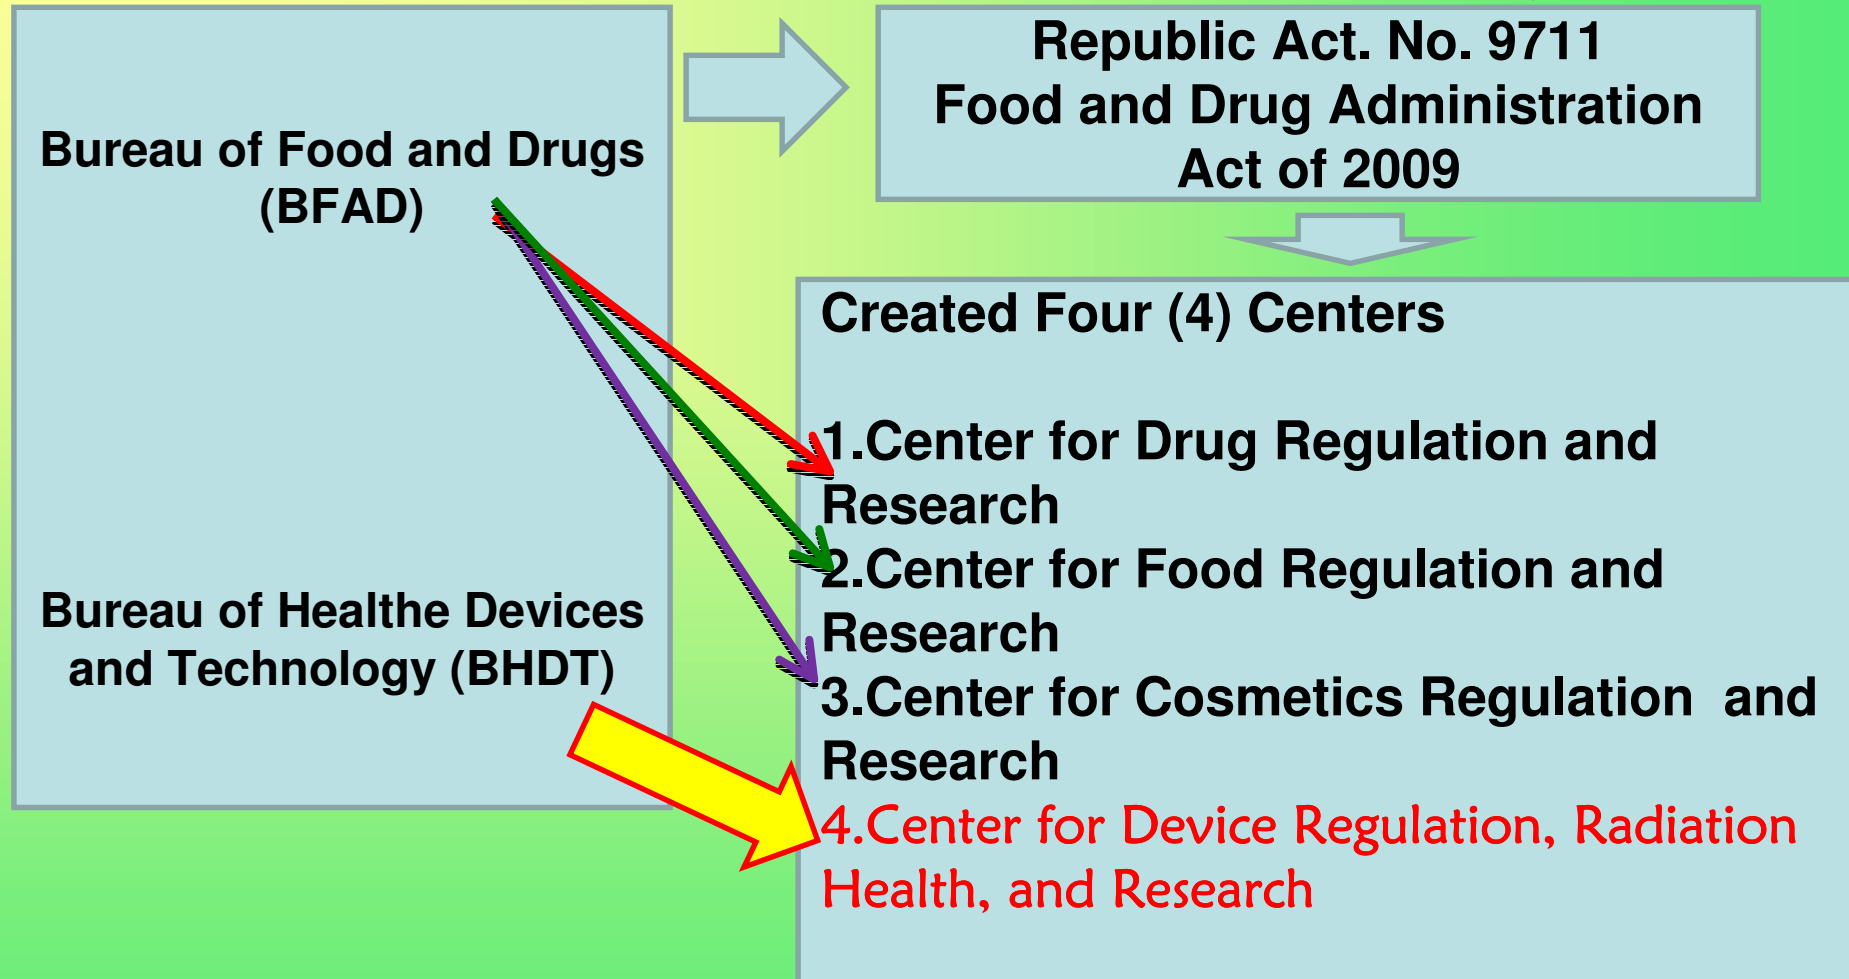 Bureau of Food and Drugs
(BFAD)
Bureau of Healthe Devices
and Technology (BHDT)
Republic Act. No. 9711
Food and Drug Administration
Act of 2009
Created Four (4) Centers
1.Center for Drug Regulation and
Research
2.Center for Food Regulation and
Research
3.Center for Cosmetics Regulation and
Research
4.Center for Device Regulation, Radiation
Health, and Research